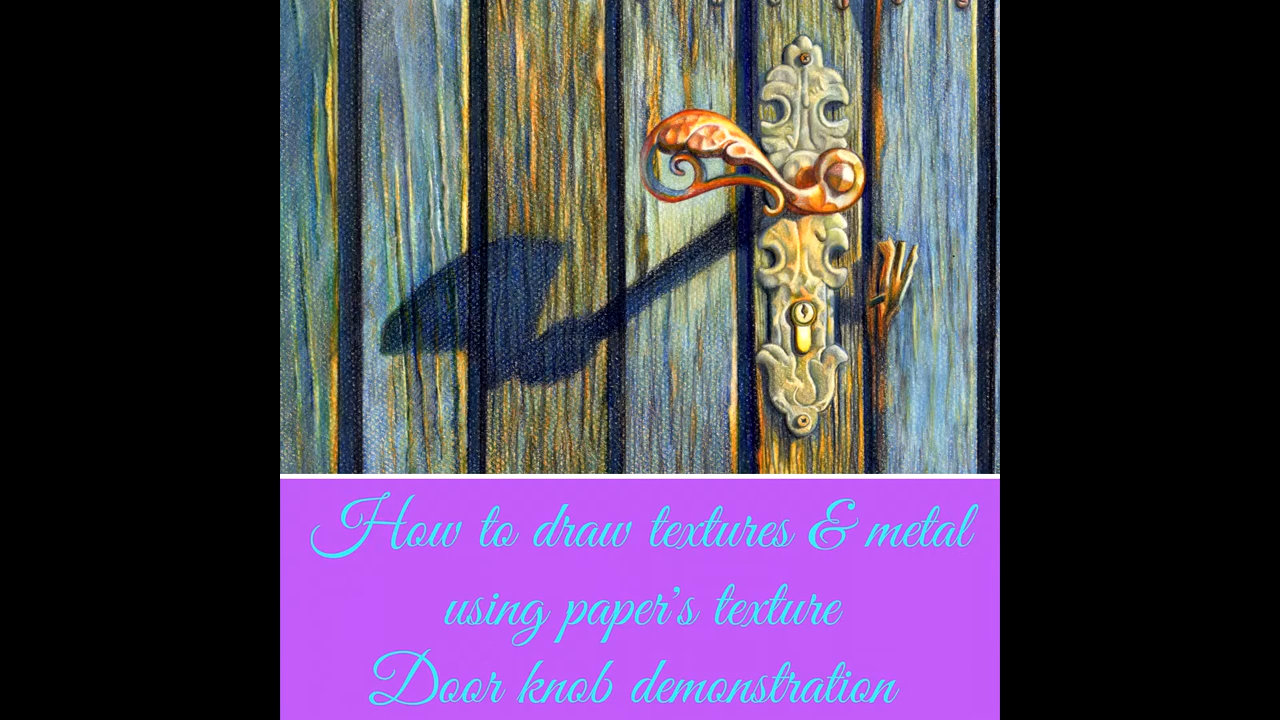 How to draw textures & metal
using paper's texture
Door knob demonstration